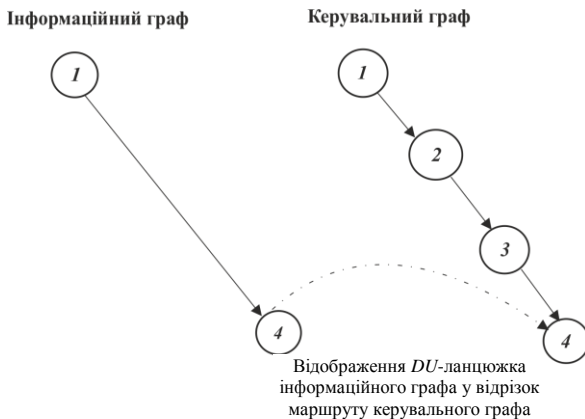 Інформаційний граф
Керувальний граф
1
1
2
3
4
4
Відображення DU-ланцюжка
інформаційного графа у відрізок
маршруту керувального графа